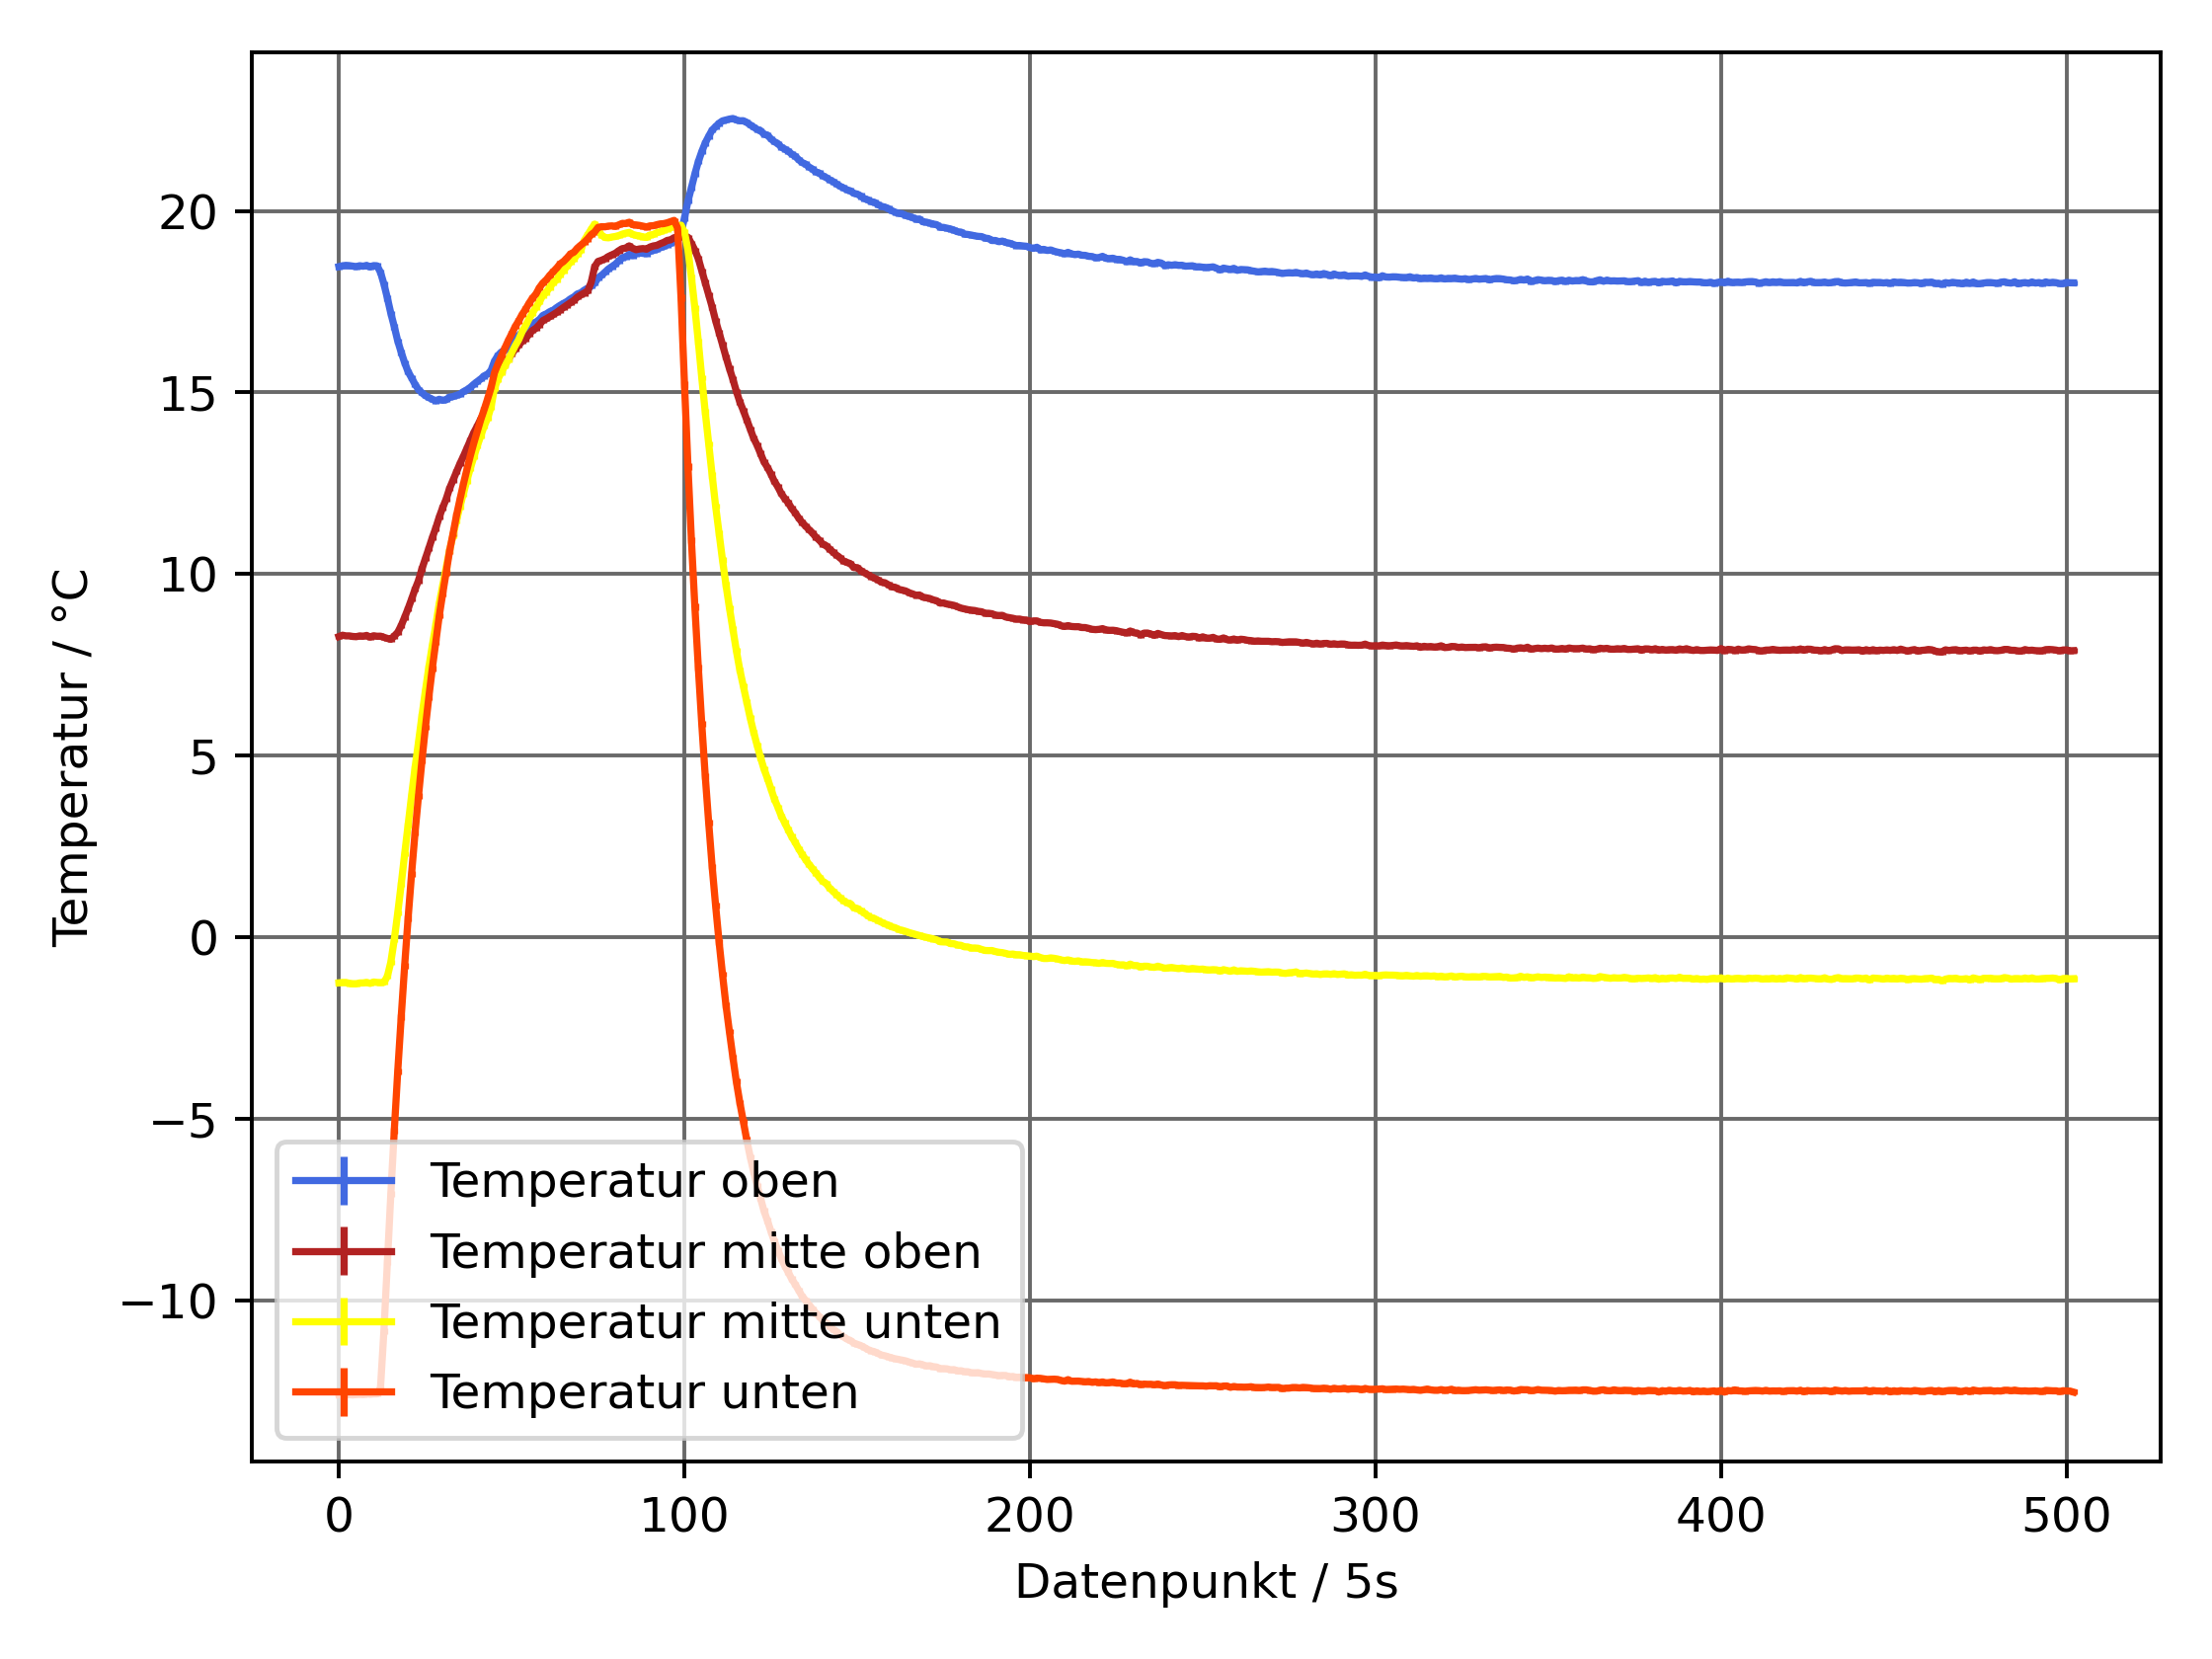 Temperatur / °C
20
15
10
5
0
−5
−10
Temperatur oben
Temperatur mitte oben
Temperatur mitte unten
Temperatur unten
0 100 200 300 400 500
Datenpunkt / 5s